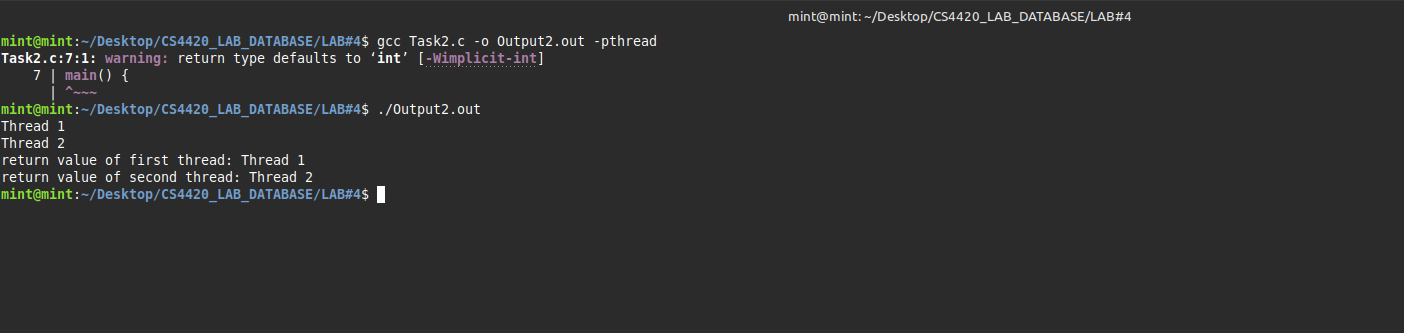 mint@mint: ~/Desktop/CS4420_LAB_DATABASE/LAB#4
mint@mint:~/Desktop/CS4420_LAB_DATABASE/LAB#4$ gcc Task2.c -o Output2.out -pthread
Task2.c:7:1: warning: return type defaults to ‘int’ [-Wimplicit-int]
    7 | main() {
      | ^~~~
mint@mint:~/Desktop/CS4420_LAB_DATABASE/LAB#4$ ./Output2.out
Thread 1
Thread 2
return value of first thread: Thread 1
return value of second thread: Thread 2
mint@mint:~/Desktop/CS4420_LAB_DATABASE/LAB#4$